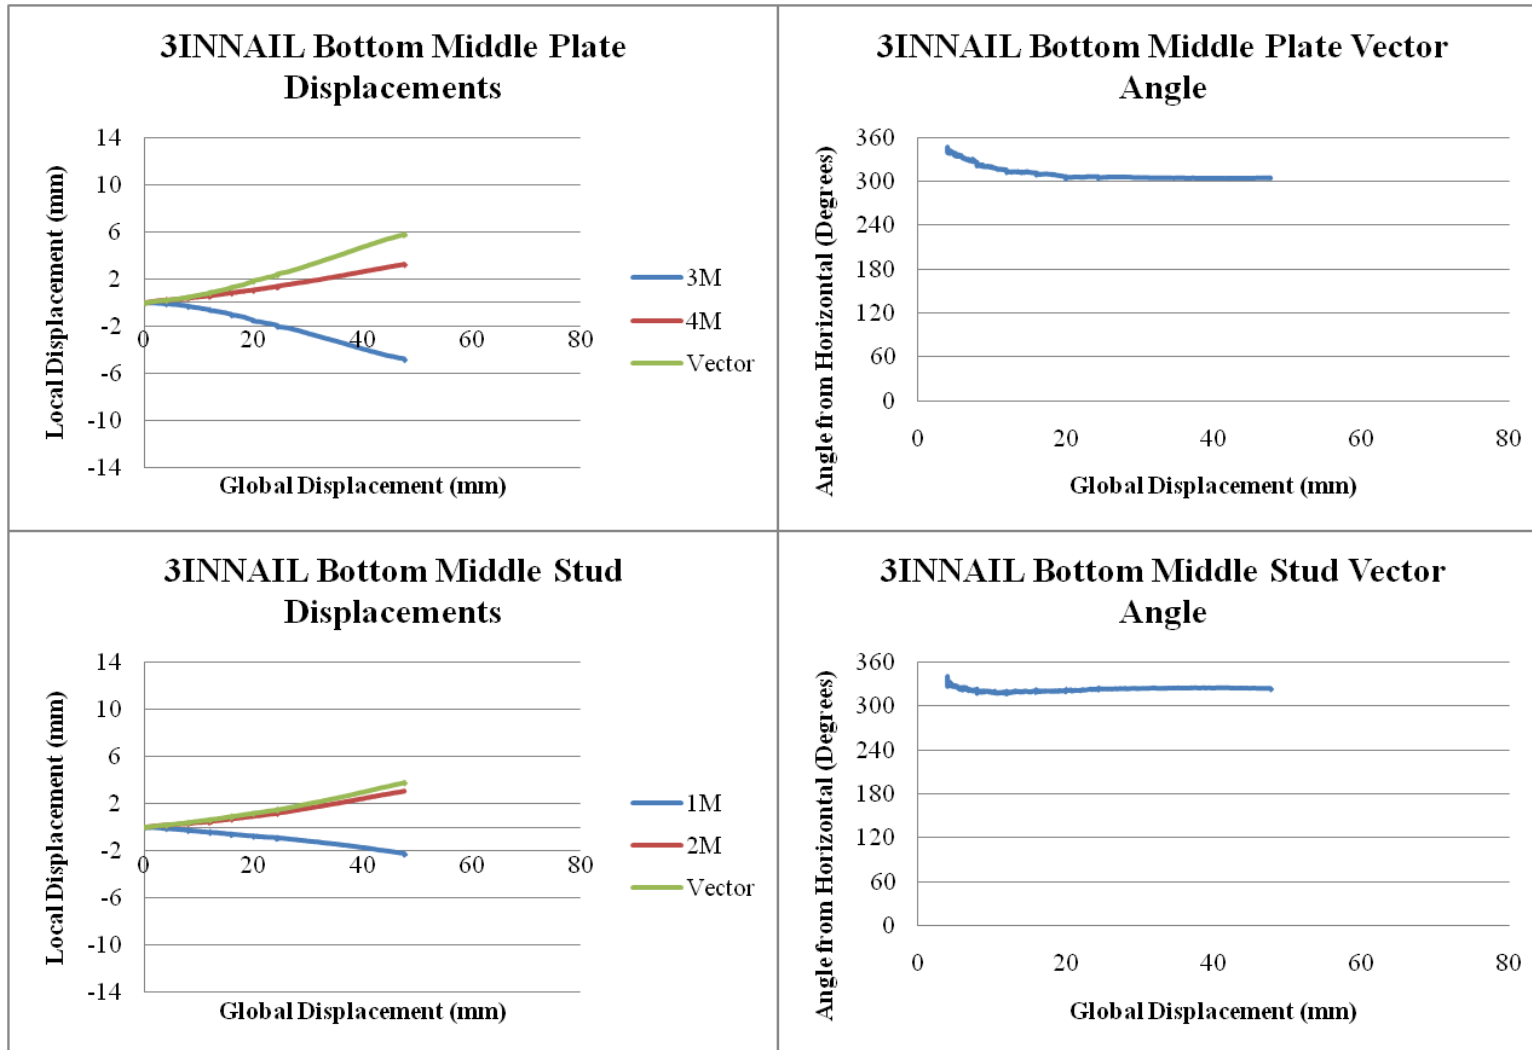 3INNAIL Bottom Middle Plate
Displacements
Local Displacement (mm)
14
10
6
2
-2
-6
-10
-14
0
20
40
60
80
Global Displacement (mm)
3M
4M
Vector
3INNAIL Bottom Middle Plate Vector
Angle
Angle from Horizontal (Degrees)
360
300
240
180
120
60
0
0
20
40
60
80
Global Displacement (mm)
3INNAIL Bottom Middle Stud
Displacements
Local Displacement (mm)
14
10
6
2
-2
-6
-10
-14
0
20
40
60
80
Global Displacement (mm)
1M
2M
Vector
3INNAIL Bottom Middle Stud Vector
Angle
Angle from Horizontal (Degrees)
360
300
240
180
120
60
0
0
20
40
60
80
Global Displacement (mm)